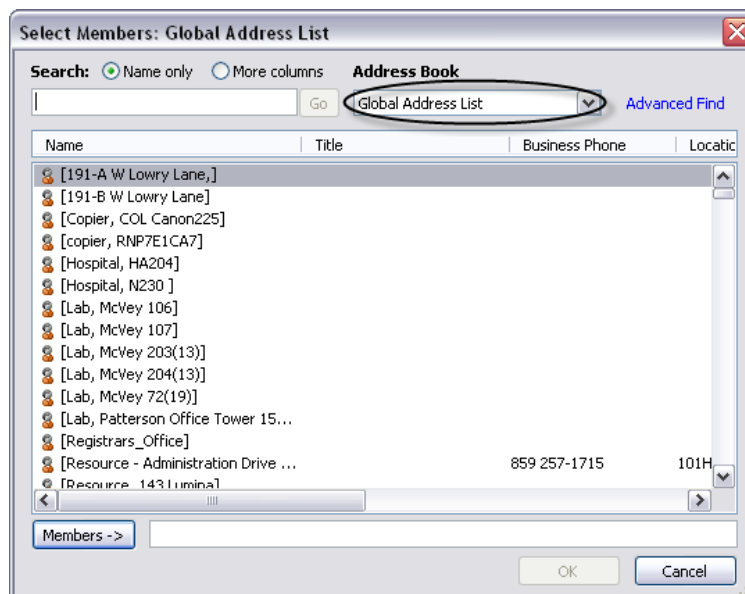 Select Members: Global Address List
Search: Name only More columns Address Book
Go Global Address List Advanced Find
Name Title Business Phone Locatic
[191-A W Lowry Lane,]
[191-B W Lowry Lane]
[Copier, COL Canon225]
[copier, RNP7E1CA7]
[Hospital, HA204]
[Hospital, N230 ]
[Lab, McVey 106]
[Lab, McVey 107]
[Lab, McVey 203(13)]
[Lab, McVey 204(13)]
[Lab, McVey 72(19)]
[Lab, Patterson Office Tower 15...
[Registrars_Office]
[Resource - Administration Drive ... 859 257-1715 101H
[Resource, 143 Lumina]
Members ->
OK Cancel